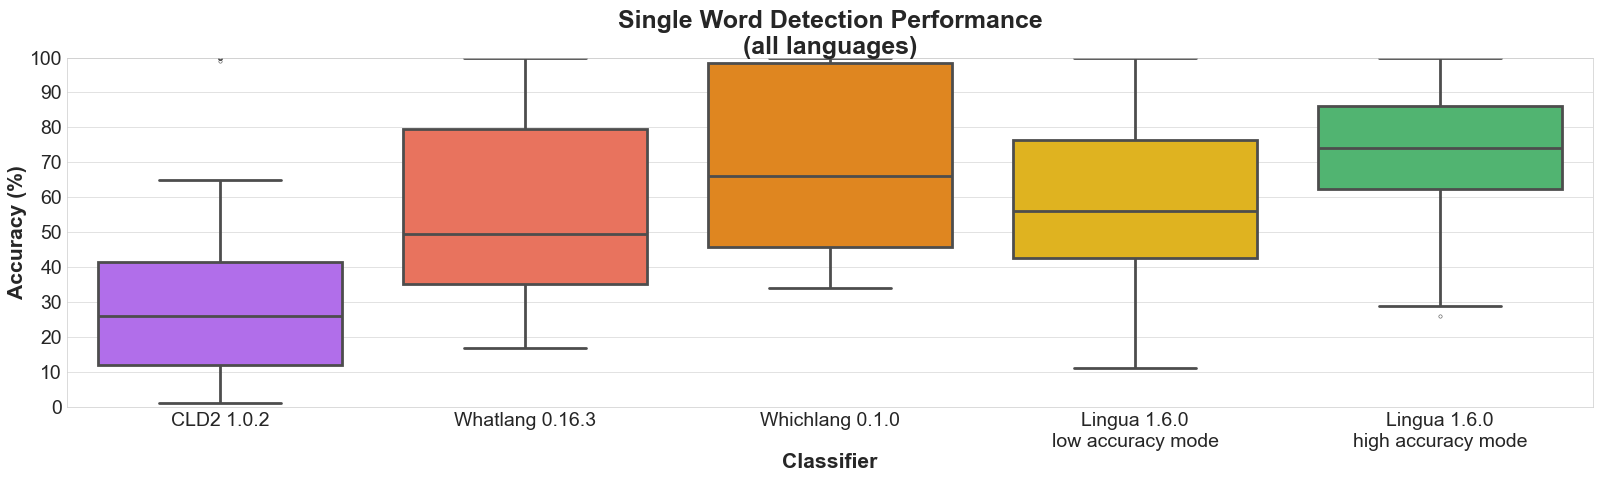 Single Word Detection Performance
(all languages)
Accuracy (%)
100
90
80
70
60
50
40
30
20
10
0
CLD2 1.0.2
Whatlang 0.16.3
Whichlang 0.1.0
Lingua 1.6.0
low accuracy mode
Lingua 1.6.0
high accuracy mode
Classifier